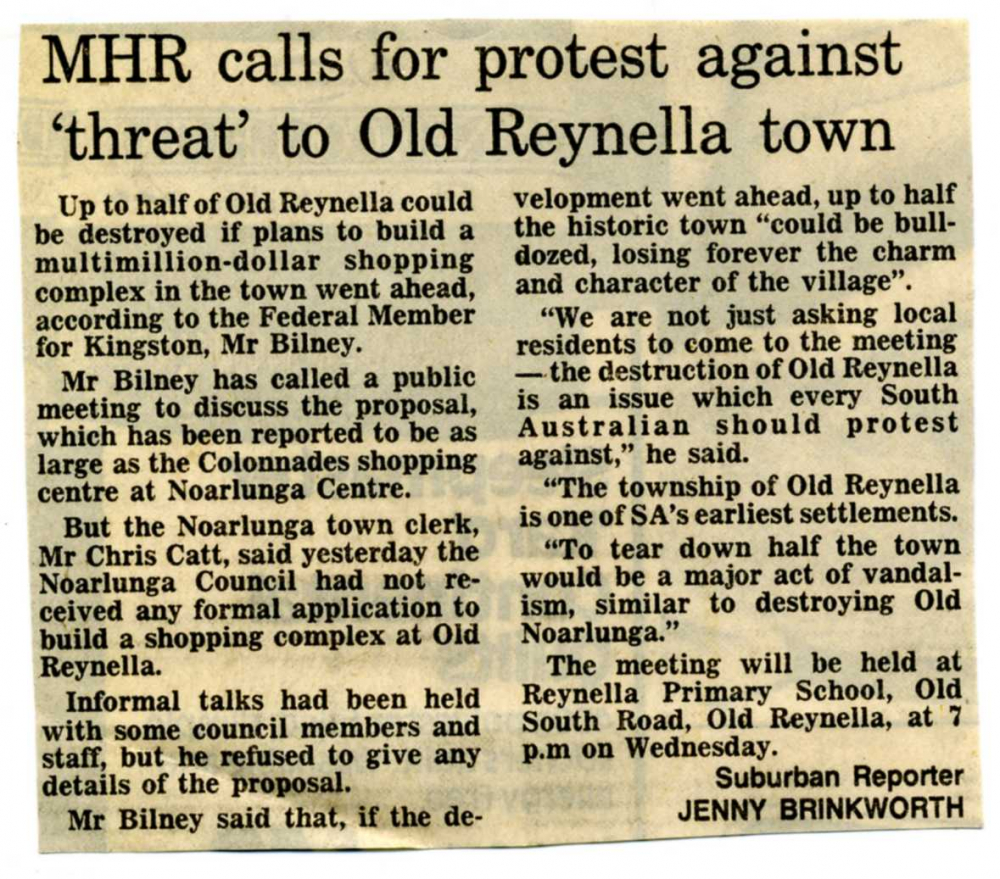 MHR calls for protest against
‘threat’ to Old Reynella town
Up to half of Old Reynella could
be destroyed if plans to build a
multimillion-dollar shopping
complex in the town went ahead,
according to the Federal Member
for Kingston, Mr Bilney.
Mr Bilney has called a public
meeting to discuss the proposal,
which has been reported to be as
large as the Colonnades shopping
centre at Noarlunga Centre.
But the Noarlunga town clerk,
Mr Chris Catt, said yesterday the
Noarlunga Council had not re-
ceived any formal application to
build a shopping complex at Old
Reynella.
Informal talks had been held
with some council members and
staff, but he refused to give any
details of the proposal.
Mr Bilney said that, if the de-
velopment went ahead, up to half
the historic town “could be bull-
dozed, losing forever the charm
and character of the village”.
“We are not just asking local
residents to come to the meeting
— the destruction of Old Reynella
is an issue which every South
Australian should protest
against,” he said.
“The township of Old Reynella
is one of SA’s earliest settlements.
“To tear down half the town
would be a major act of vandal-
ism, similar to destroying Old
Noarlunga.”
The meeting will be held at
Reynella Primary School, Old
South Road, Old Reynella, at 7
p.m on Wednesday.
Suburban Reporter
JENNY BRINKWORTH